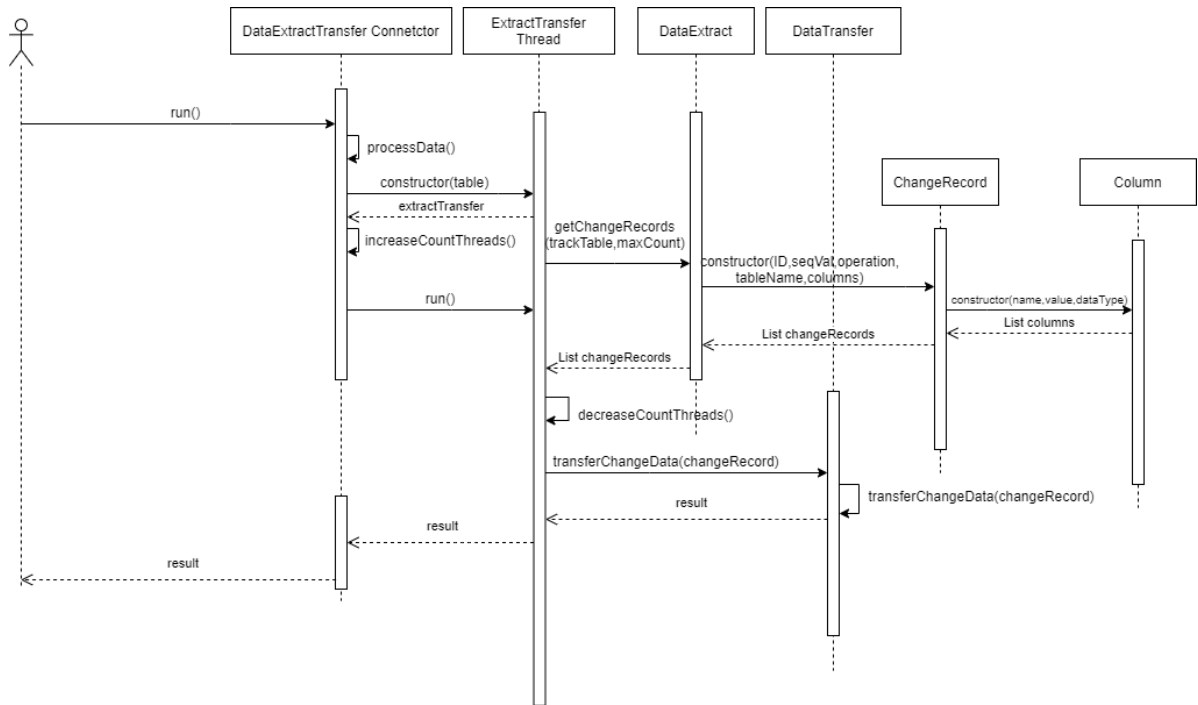 DataExtractTransfer Connetctor
ExtractTransfer
Thread
DataExtract
DataTransfer
run()
processData()
ChangeRecord
Column
constructor(table)
extractTransfer
increaseCountThreads()
getChangeRecords
(trackTable,maxCount)
constructor(ID,seqVal,operation,
tableName,columns)
run()
constructor(name,value,dataType)
List columns
List changeRecords
List changeRecords
decreaseCountThreads()
transferChangeData(changeRecord)
transferChangeData(changeRecord)
result
result
result